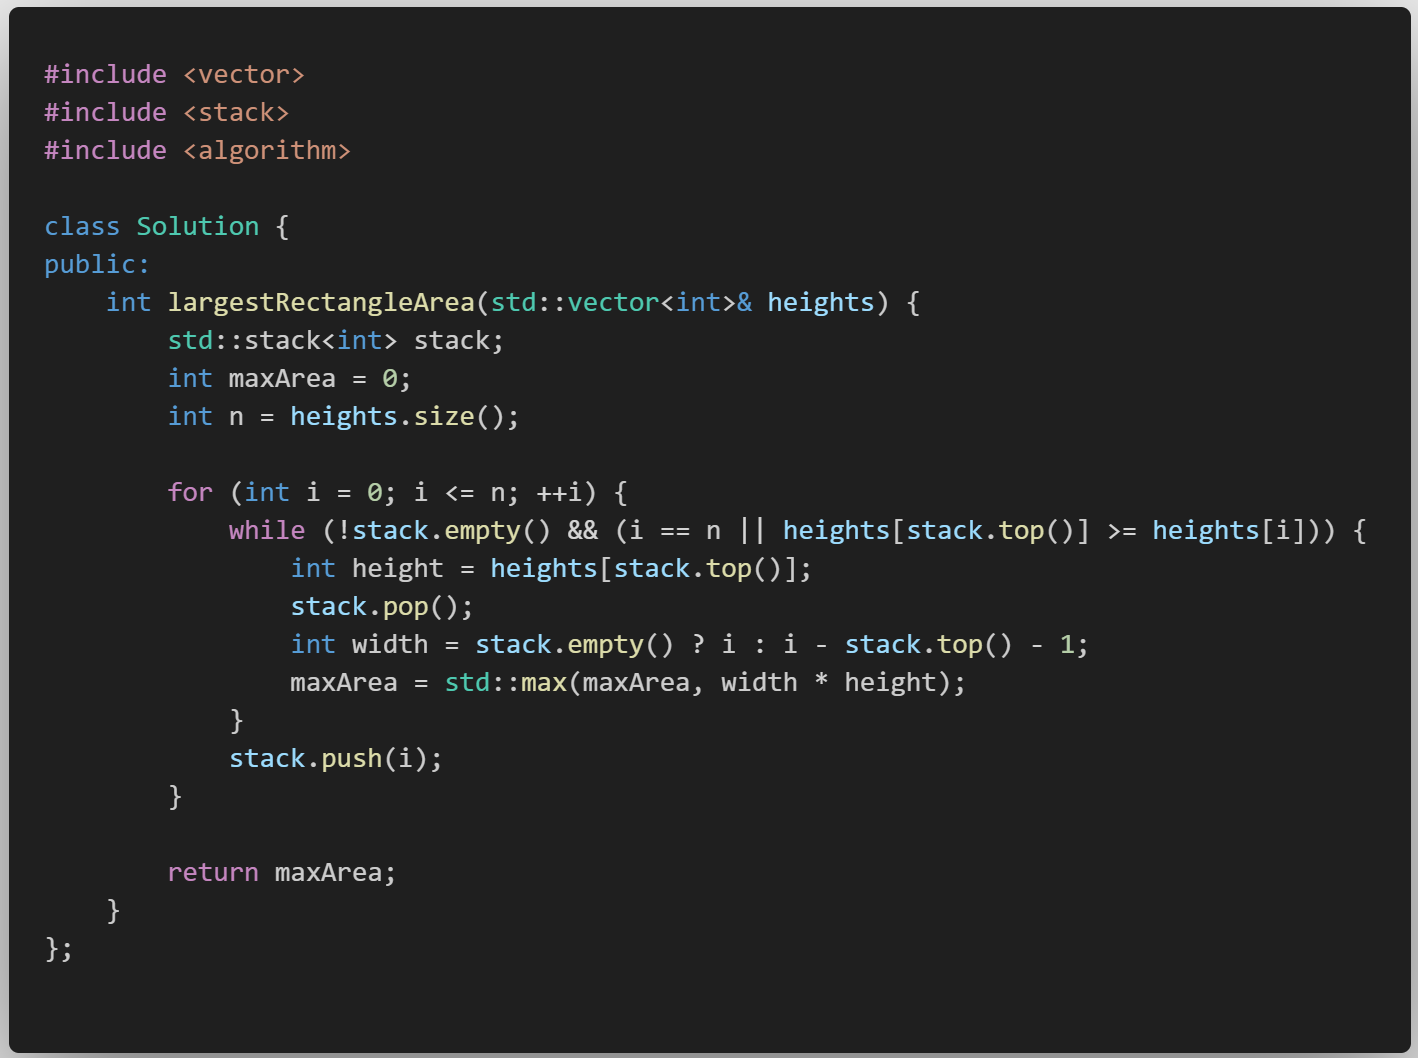 #include <vector>
#include <stack>
#include <algorithm>

class Solution {
public:
    int largestRectangleArea(std::vector<int>& heights) {
        std::stack<int> stack;
        int maxArea = 0;
        int n = heights.size();

        for (int i = 0; i <= n; ++i) {
            while (!stack.empty() && (i == n || heights[stack.top()] >= heights[i])) {
                int height = heights[stack.top()];
                stack.pop();
                int width = stack.empty() ? i : i - stack.top() - 1;
                maxArea = std::max(maxArea, width * height);
            }
            stack.push(i);
        }

        return maxArea;
    }
};